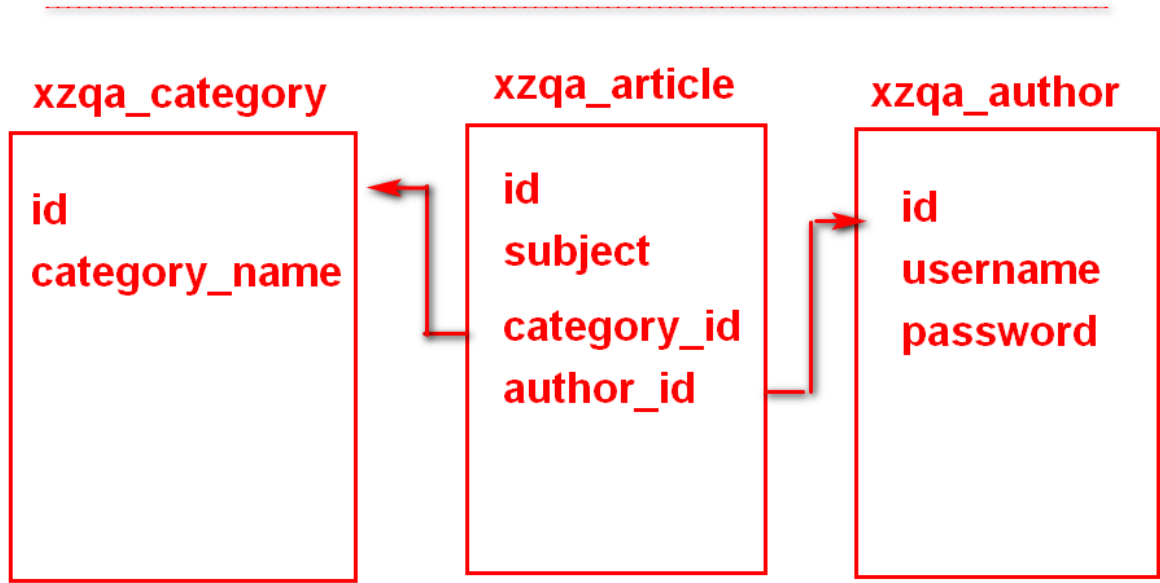 xzqa_category
id
category_name
xzqa_article
id
subject
category_id
author_id
xzqa_author
id
username
password